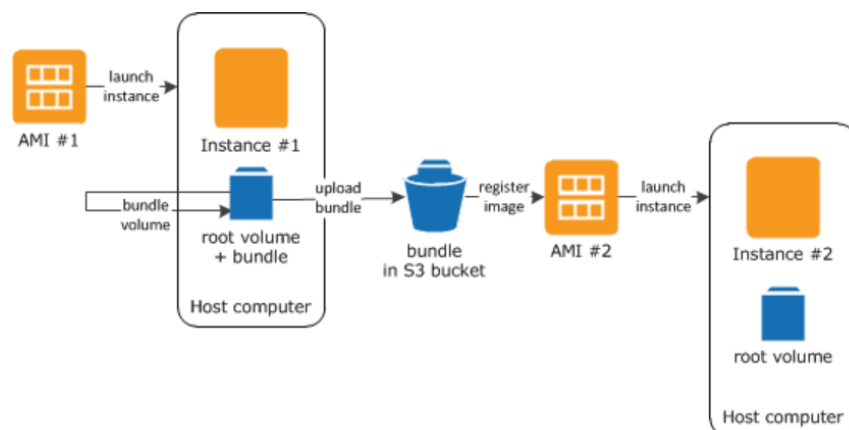 launch
instance
AMI #1
Instance #1
bundle
volume
root volume
+ bundle
Host computer
upload
bundle
bundle
in S3 bucket
register
image
AMI #2
launch
instance
Instance #2
root volume
Host computer